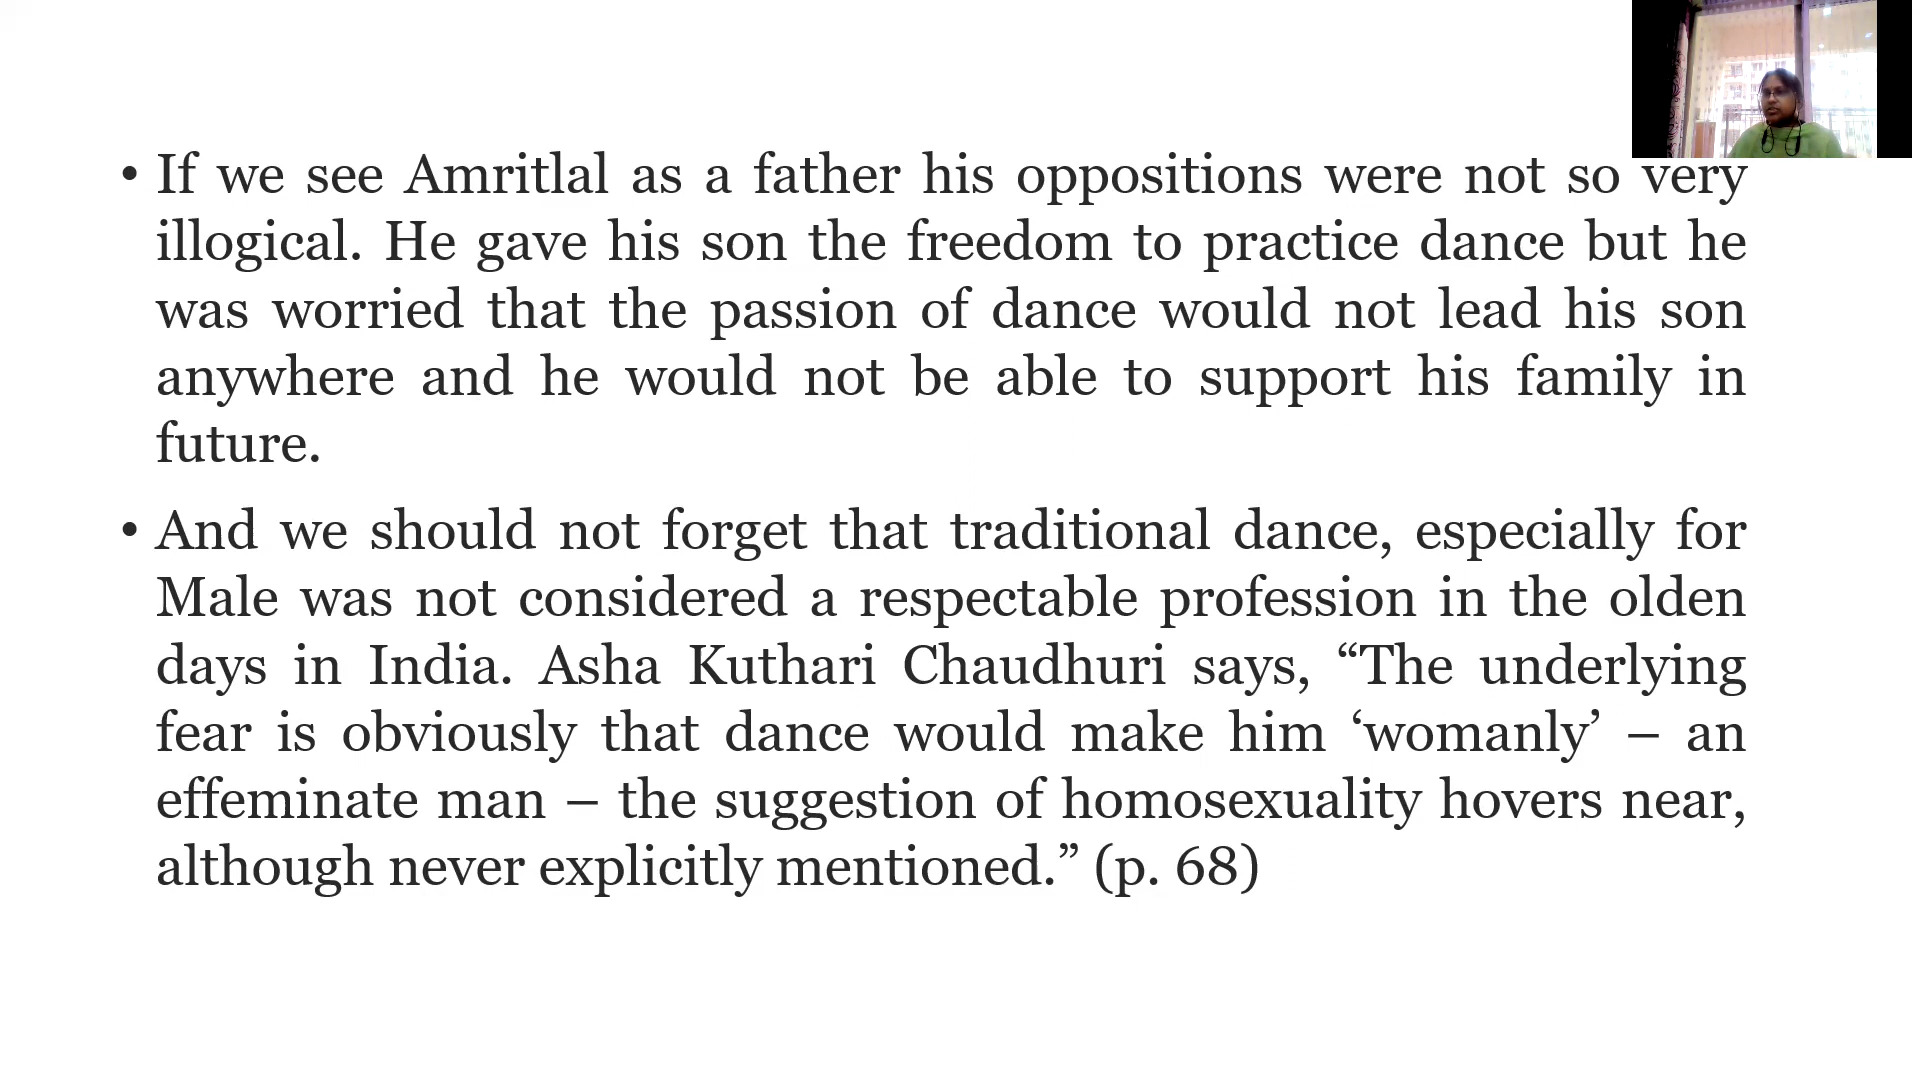 • If we see Amritlal as a father his oppositions were not so very
illogical. He gave his son the freedom to practice dance but he
was worried that the passion of dance would not lead his son
anywhere and he would not be able to support his family in
future.
• And we should not forget that traditional dance, especially for
Male was not considered a respectable profession in the olden
days in India. Asha Kuthari Chaudhuri says, “The underlying
fear is obviously that dance would make him ‘womanly’ – an
effeminate man – the suggestion of homosexuality hovers near,
although never explicitly mentioned.” (p. 68)